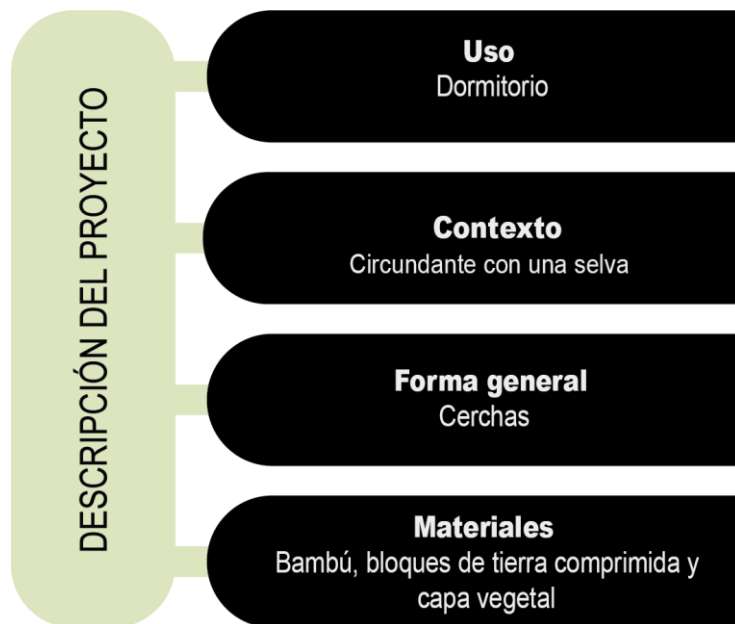 DESCRIPCIÓN DEL PROYECTO
Uso
Dormitorio
Contexto
Circundante con una selva
Forma general
Cerchas
Materiales
Bambú, bloques de tierra comprimida y
capa vegetal